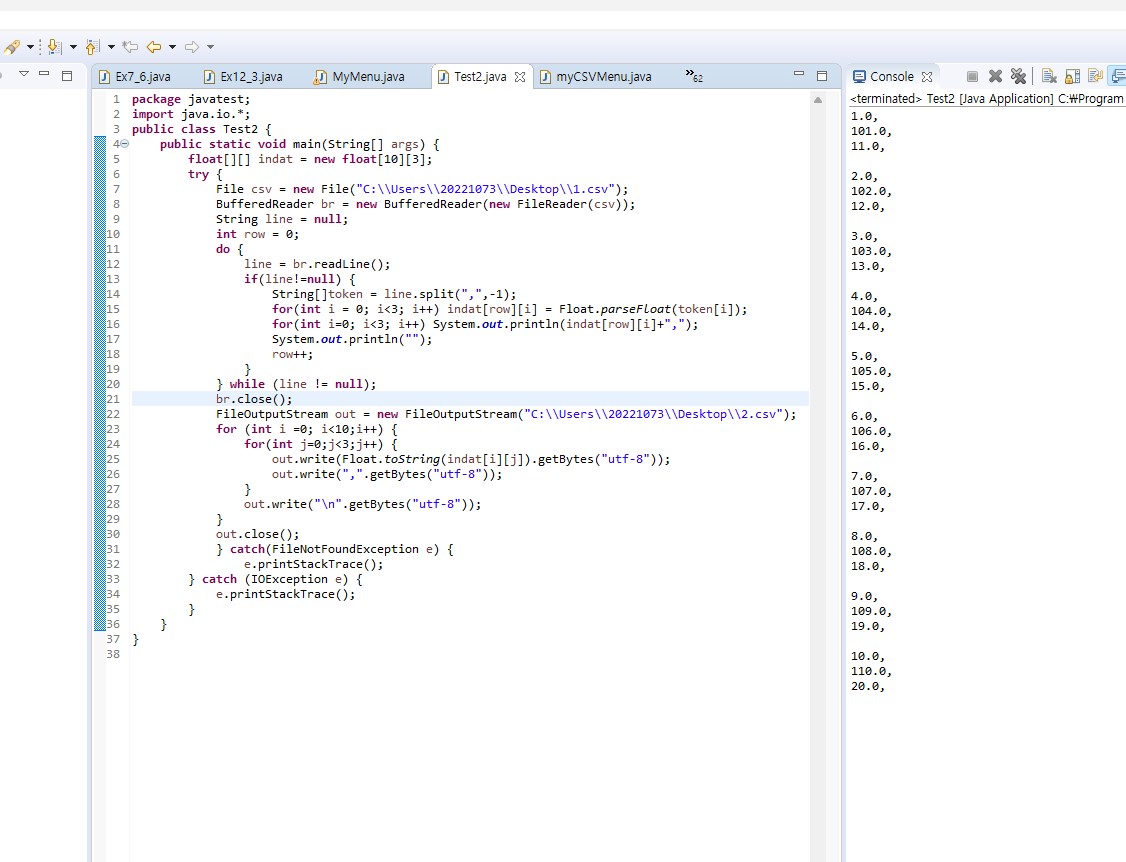 Ex7_6.java Ex12_3.java MyMenu.java Test2.java myCSVMenu.java »62 Console
<terminated> Test2 [Java Application] C:₩Program
1 package javatest;
2 import java.io.*;
3 public class Test2 {
4 public static void main(String[] args) {
5 float[][] indat = new float[10][3];
6 try {
7 File csv = new File("C:\\Users\\20221073\\Desktop\\1.csv");
8 BufferedReader br = new BufferedReader(new FileReader(csv));
9 String line = null;
10 int row = 0;
11 do {
12 line = br.readLine();
13 if(line!=null) {
14 String[]token = line.split(",",-1);
15 for(int i = 0; i<3; i++) indat[row][i] = Float.parseFloat(token[i]);
16 for(int i=0; i<3; i++) System.out.println(indat[row][i]+",");
17 System.out.println("");
18 row++;
19 }
20 } while (line != null);
21 br.close();
22 FileOutputStream out = new FileOutputStream("C:\\Users\\20221073\\Desktop\\2.csv");
23 for (int i =0; i<10;i++) {
24 for(int j=0;j<3;j++) {
25 out.write(Float.toString(indat[i][j]).getBytes("utf-8"));
26 out.write(",".getBytes("utf-8"));
27 }
28 out.write("\n".getBytes("utf-8"));
29 }
30 out.close();
31 } catch(FileNotFoundException e) {
32 e.printStackTrace();
33 } catch (IOException e) {
34 e.printStackTrace();
35 }
36 }
37 }
38
1.0,
101.0,
11.0,
2.0,
102.0,
12.0,
3.0,
103.0,
13.0,
4.0,
104.0,
14.0,
5.0,
105.0,
15.0,
6.0,
106.0,
16.0,
7.0,
107.0,
17.0,
8.0,
108.0,
18.0,
9.0,
109.0,
19.0,
10.0,
110.0,
20.0,